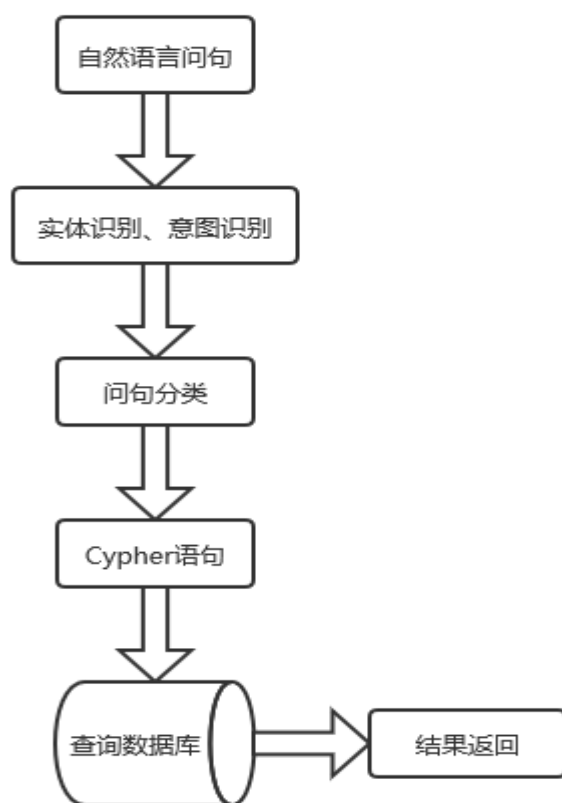 自然语言问句
实体识别、意图识别
问句分类
Cypher语句
查询数据库
结果返回